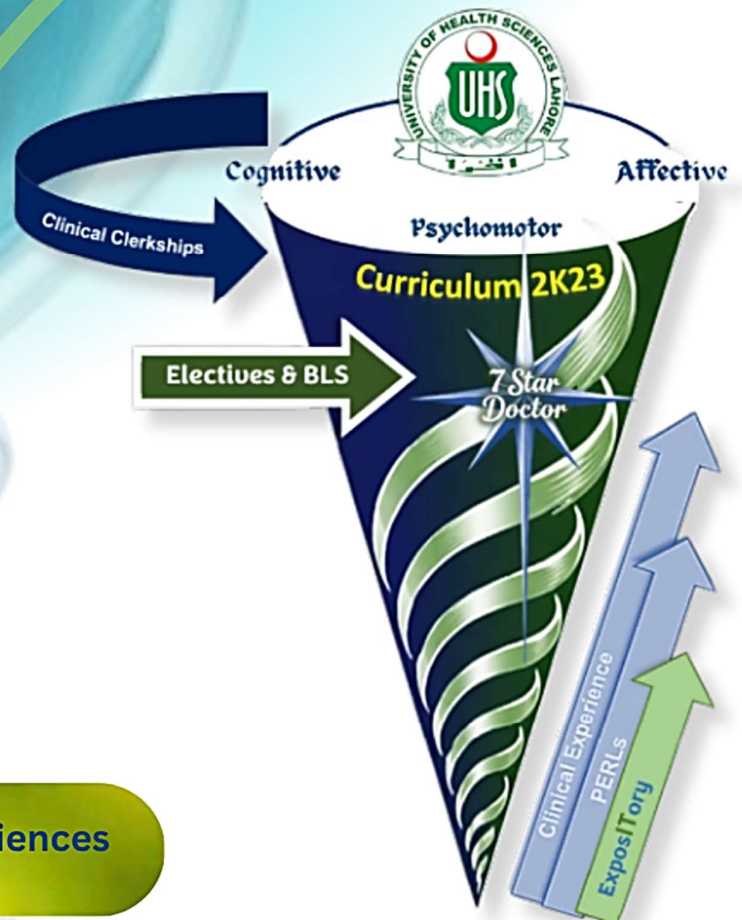 UNIVERSITY OF HEALTH SCIENCES LAHORE
UHS
Cognitive
Affective
Psychomotor
Clinical Clerkships
Curriculum 2K23
Electives & BLS
7 Star
Doctor
Clinical Experience
PERLs
ExposITory
iences